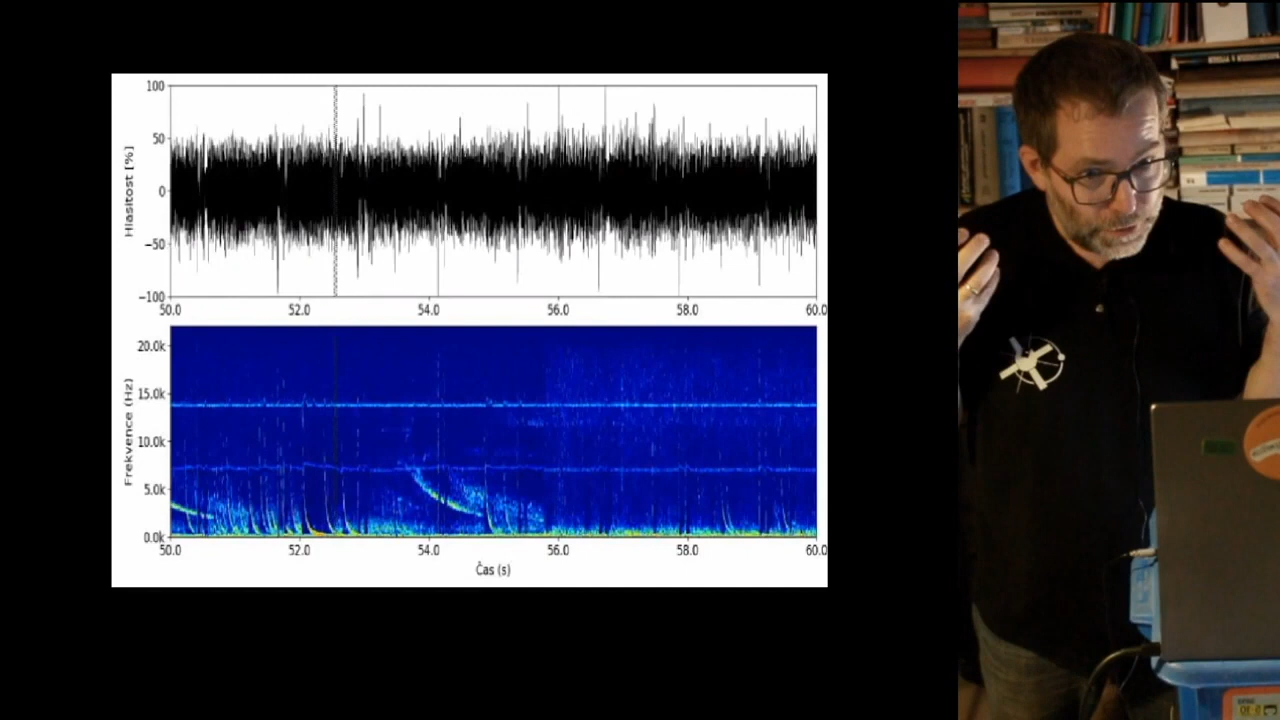 100
50
0
−50
−100
Hlasitost [%]
50.0 52.0 54.0 56.0 58.0 60.0
20.0k
15.0k
10.0k
5.0k
0.0k
Frekvence (Hz)
50.0 52.0 54.0 56.0 58.0 60.0
Čas (s)